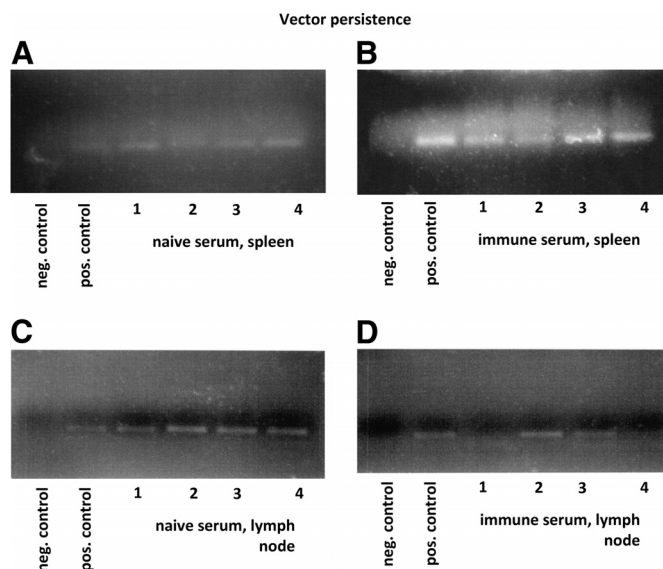 Vector persistence
A
neg. control
pos. control
1 2 3 4
naive serum, spleen
B
neg. control
pos. control
1 2 3 4
immune serum, spleen
C
neg. control
pos. control
1 2 3 4
naive serum, lymph
node
D
neg. control
pos. control
1 2 3 4
immune serum, lymph
node